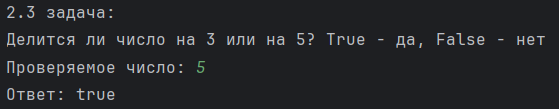 2.3 задача:
Делится ли число на 3 или на 5? True - да, False - нет
Проверяемое число: 5
Ответ: true